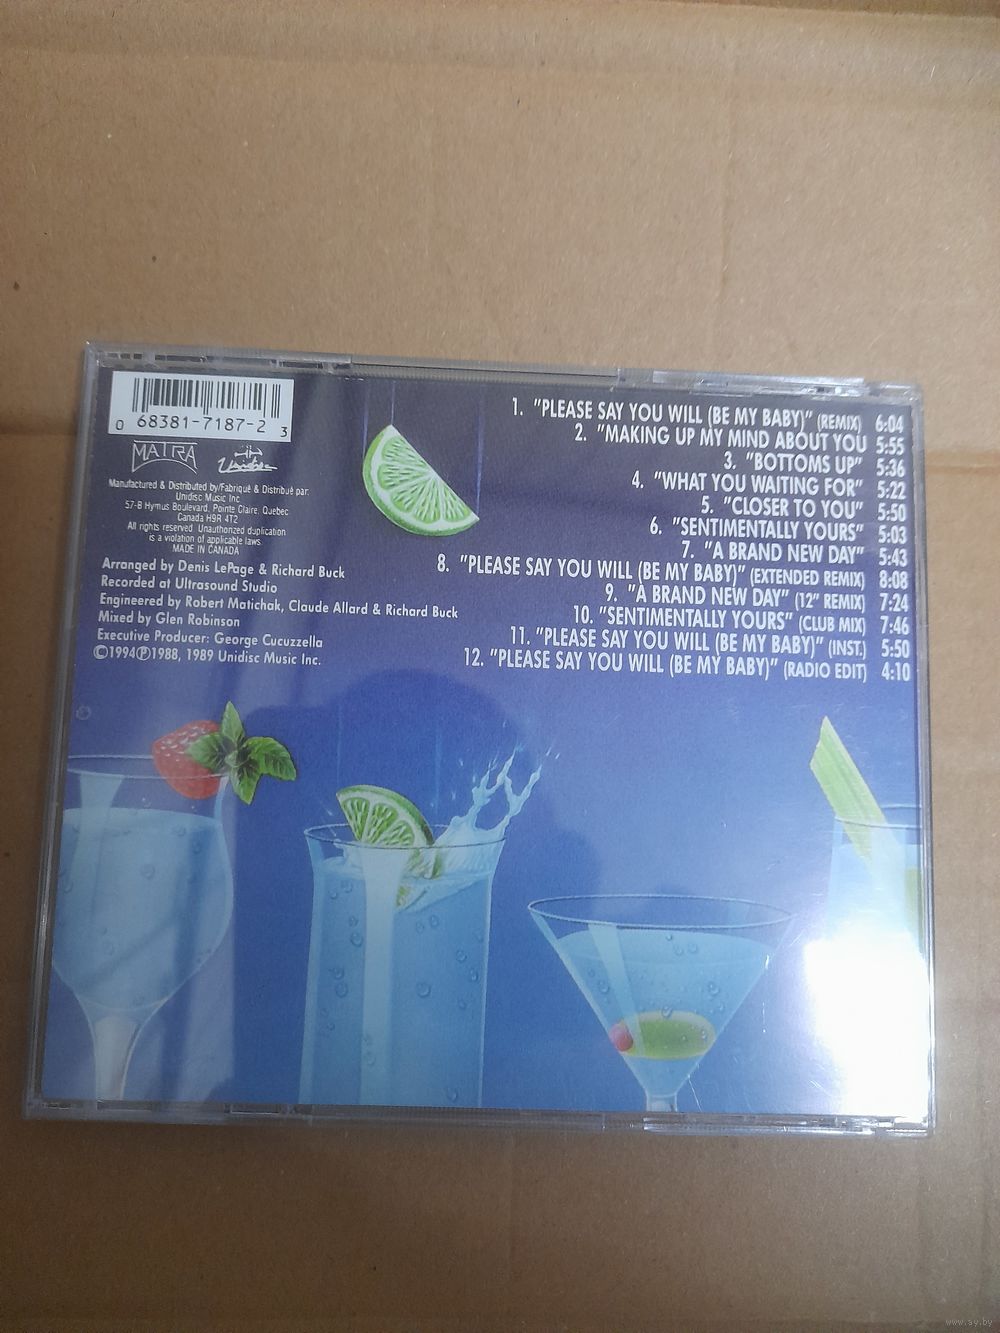 0 68381-7187-2 3
MATRA
Unidisc
Manufactured & Distributed by/Fabriqué & Distribué par:
Unidisc Music Inc.
57-B Hymus Boulevard, Pointe Claire, Quebec
Canada H9R 4T2
All rights reserved. Unauthorized duplication
is a violation of applicable laws.
MADE IN CANADA
Arranged by Denis LePage & Richard Buck
Recorded at Ultrasound Studio
Engineered by Robert Matichak, Claude Allard & Richard Buck
Mixed by Glen Robinson
Executive Producer: George Cucuzzella
©1994℗1988, 1989 Unidisc Music Inc.
1. "PLEASE SAY YOU WILL (BE MY BABY)" (REMIX) 6:04
2. "MAKING UP MY MIND ABOUT YOU 5:55
3. "BOTTOMS UP" 5:36
4. "WHAT YOU WAITING FOR" 5:22
5. "CLOSER TO YOU" 5:50
6. "SENTIMENTALLY YOURS" 5:03
7. "A BRAND NEW DAY" 5:43
8. "PLEASE SAY YOU WILL (BE MY BABY)" (EXTENDED REMIX) 8:08
9. "A BRAND NEW DAY" (12" REMIX) 7:24
10. "SENTIMENTALLY YOURS" (CLUB MIX) 7:46
11. "PLEASE SAY YOU WILL (BE MY BABY)" (INST.) 5:50
12. "PLEASE SAY YOU WILL (BE MY BABY)" (RADIO EDIT) 4:10
www.ay.by